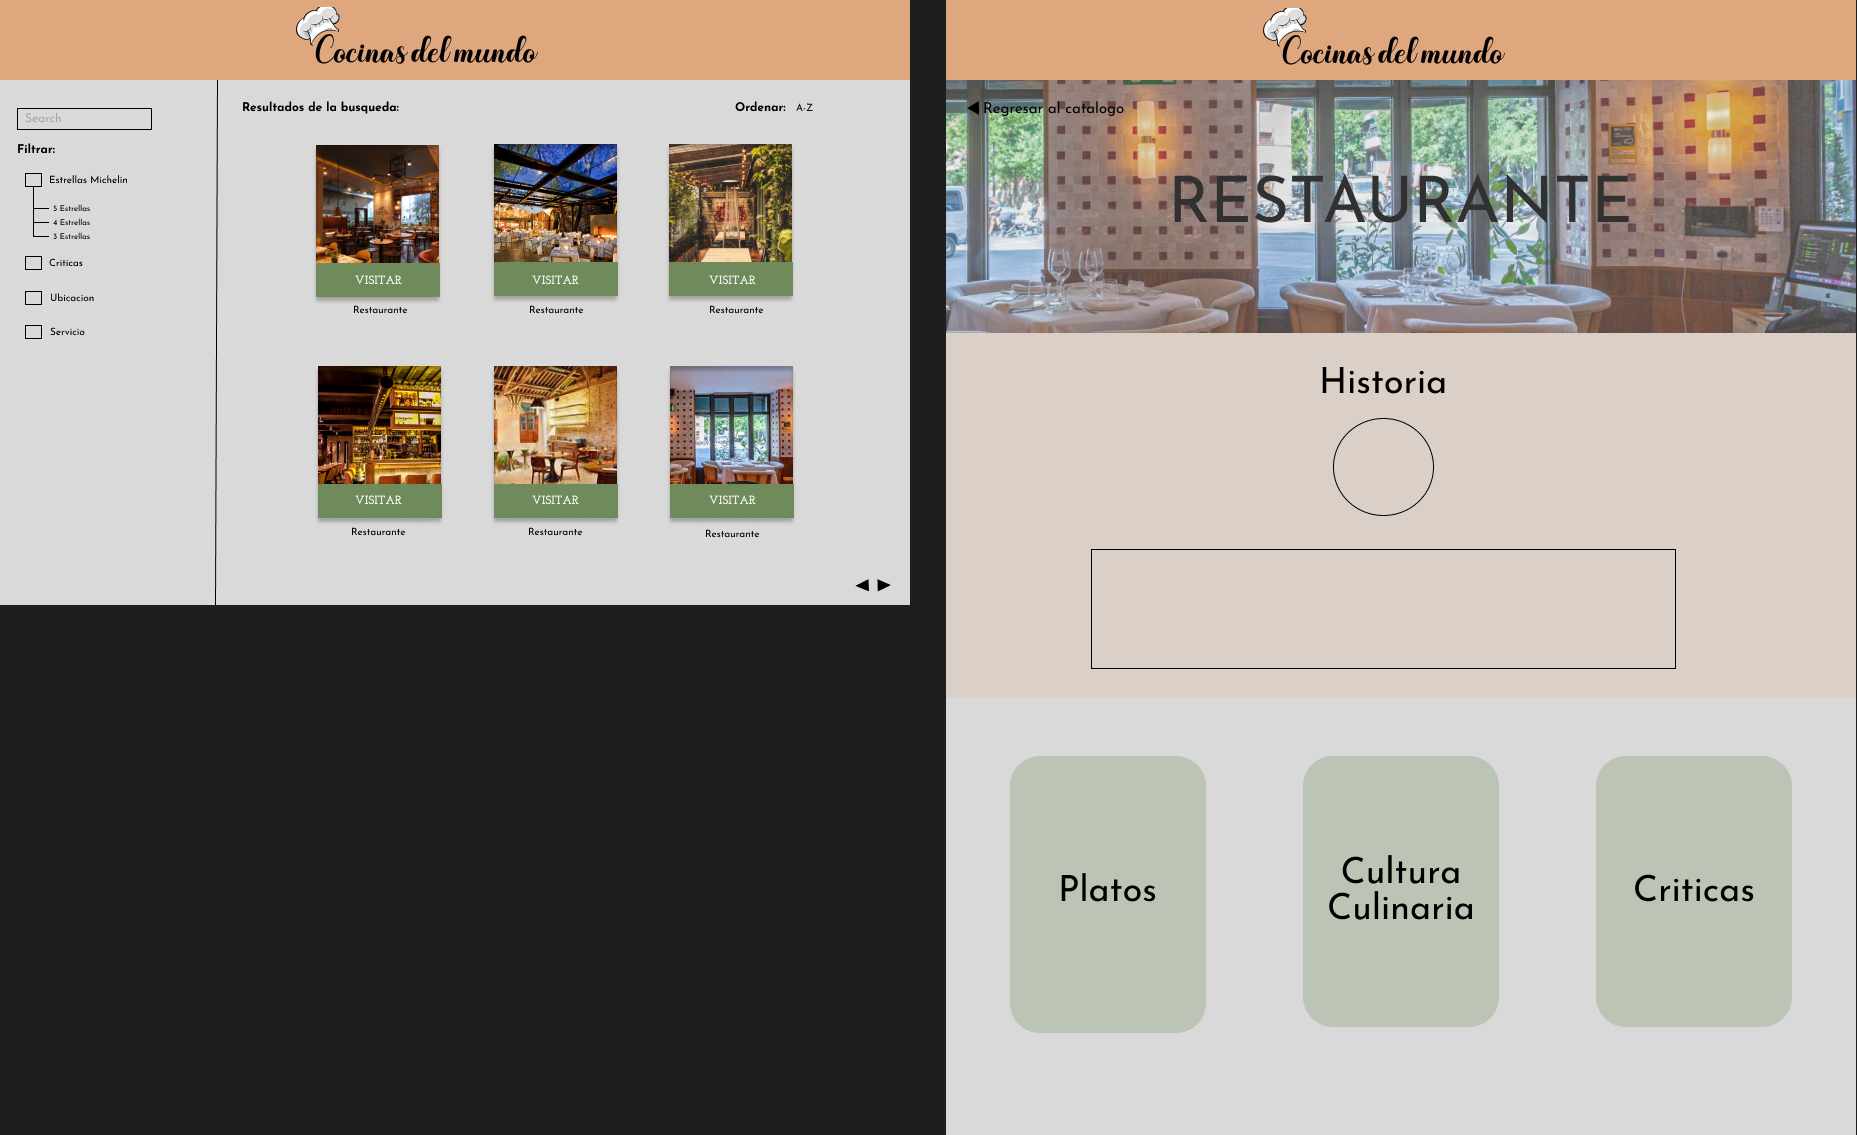 Cocinas del mundo
Search
Filtrar:
Estrellas Michelin
5 Estrellas
4 Estrellas
3 Estrellas
Criticas
Ubicacion
Servicio
Resultados de la busqueda:
Ordenar: A-Z
VISITAR
VISITAR
VISITAR
Restaurante
Restaurante
Restaurante
VISITAR
VISITAR
VISITAR
Restaurante
Restaurante
Restaurante
Cocinas del mundo
Regresar al catalogo
RESTAURANTE
Historia
Platos
Cultura
Culinaria
Criticas